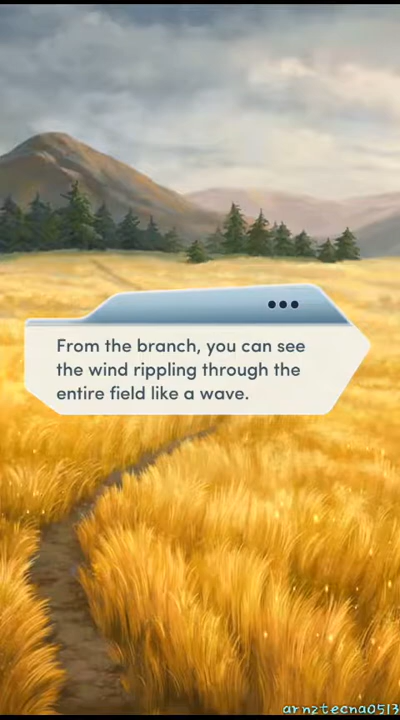 From the branch, you can see
the wind rippling through the
entire field like a wave.
arnztecna0513